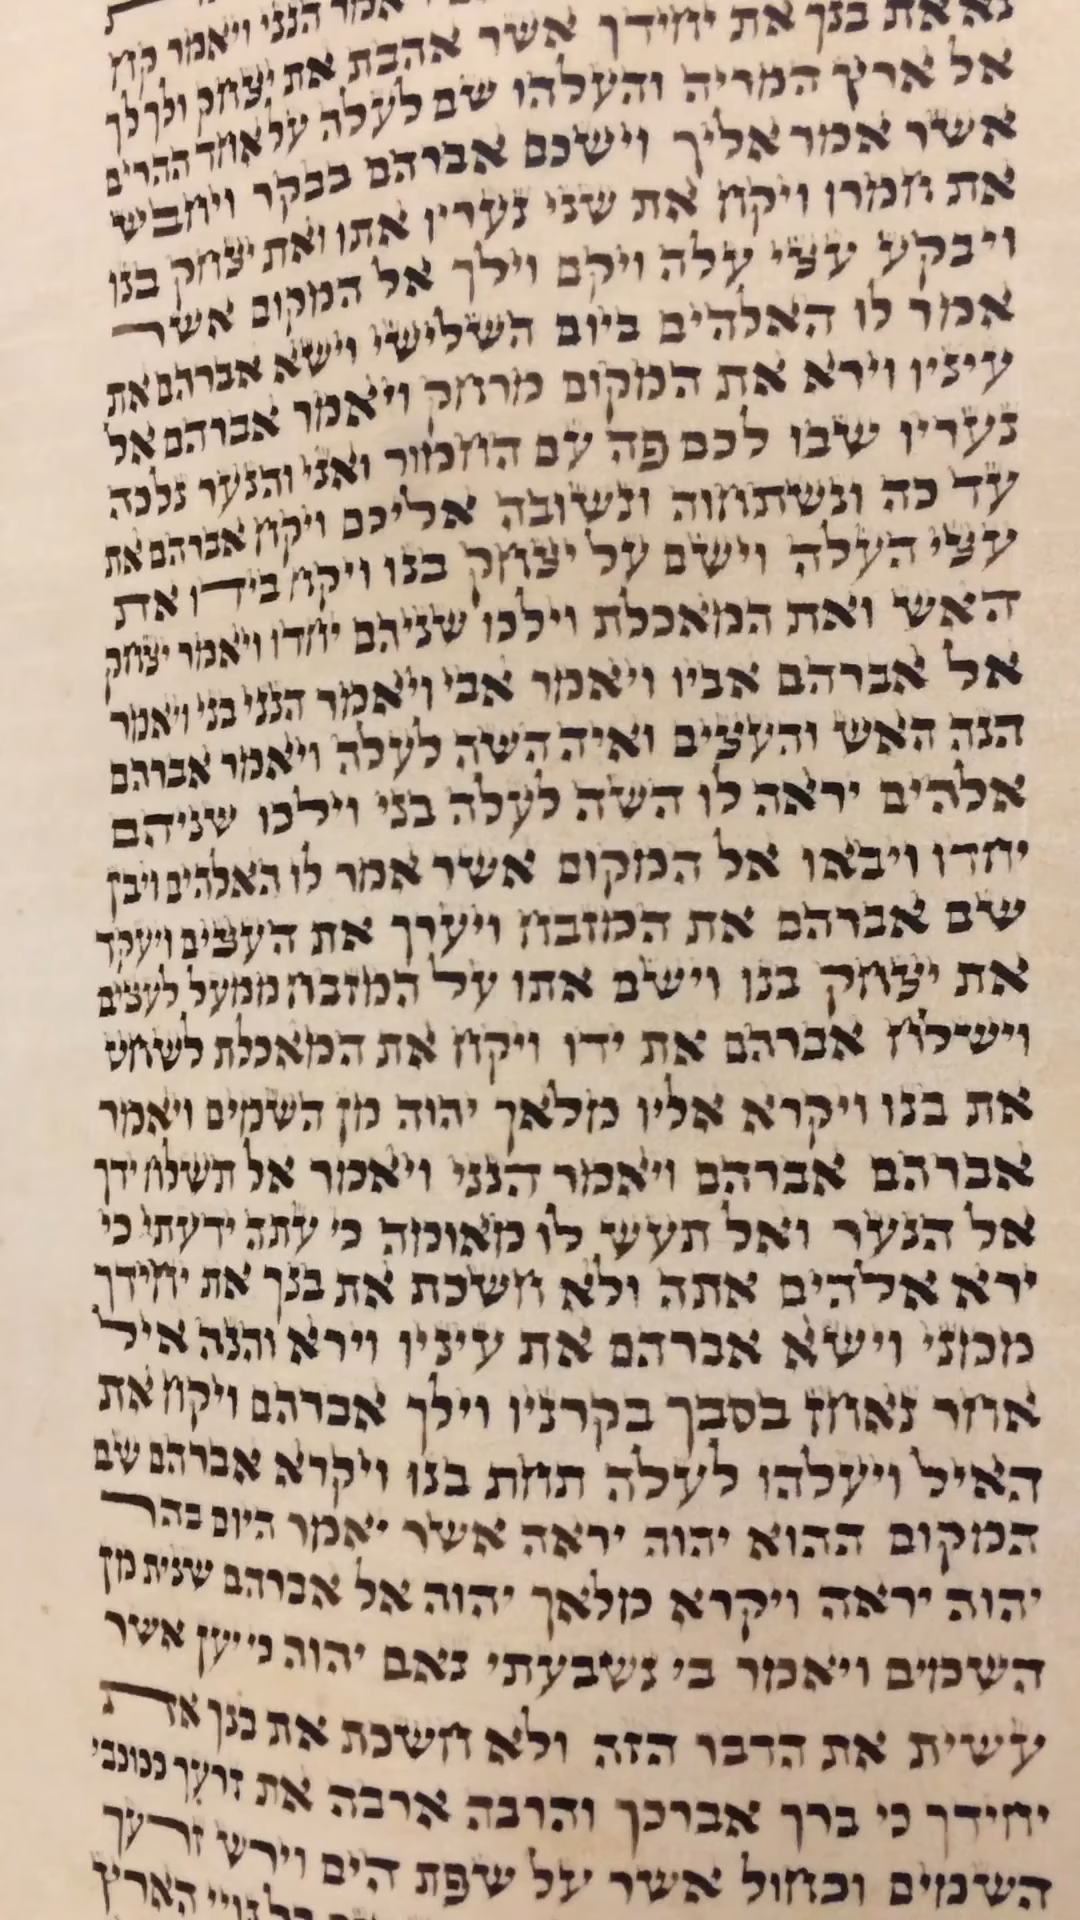 אמר הנני ויאמר קח
נא את בנך את יחידך אשר אהבת את יצחק ולך לך
אל ארץ המריה והעלהו שם לעלה על אחד ההרים
אשר אמר אליך וישכם אברהם בבקר ויחבש
את חמרו ויקח את שני נעריו אתו ואת יצחק בנו
ויבקע עצי עלה ויקם וילך אל המקום אשר
אמר לו האלהים ביום השלישי וישא אברהם את
עיניו וירא את המקום מרחק ויאמר אברהם אל
נעריו שבו לכם פה עם החמור ואני והנער נלכה
עד כה ונשתחוה ונשובה אליכם ויקח אברהם את
עצי העלה וישם על יצחק בנו ויקח בידו את
האש ואת המאכלת וילכו שניהם יחדו ויאמר יצחק
אל אברהם אביו ויאמר אבי ויאמר הנני בני ויאמר
הנה האש והעצים ואיה השה לעלה ויאמר אברהם
אלהים יראה לו השה לעלה בני וילכו שניהם
יחדו ויבאו אל המקום אשר אמר לו האלהים ויבן
שם אברהם את המזבח ויערך את העצים ויעקד
את יצחק בנו וישם אתו על המזבח ממעל לעצים
וישלח אברהם את ידו ויקח את המאכלת לשחט
את בנו ויקרא אליו מלאך יהוה מן השמים ויאמר
אברהם אברהם ויאמר הנני ויאמר אל תשלח ידך
אל הנער ואל תעש לו מאומה כי עתה ידעתי כי
ירא אלהים אתה ולא חשכת את בנך את יחידך
ממני וישא אברהם את עיניו וירא והנה איל
אחר נאחז בסבך בקרניו וילך אברהם ויקח את
האיל ויעלהו לעלה תחת בנו ויקרא אברהם שם
המקום ההוא יהוה יראה אשר יאמר היום בהר
יהוה יראה ויקרא מלאך יהוה אל אברהם שנית מן
השמים ויאמר בי נשבעתי נאם יהוה כי יען אשר
עשית את הדבר הזה ולא חשכת את בנך את
יחידך כי ברך אברכך והרבה ארבה את זרעך ככוכבי
השמים וכחול אשר על שפת הים וירש זרעך
כל גויי הארץ